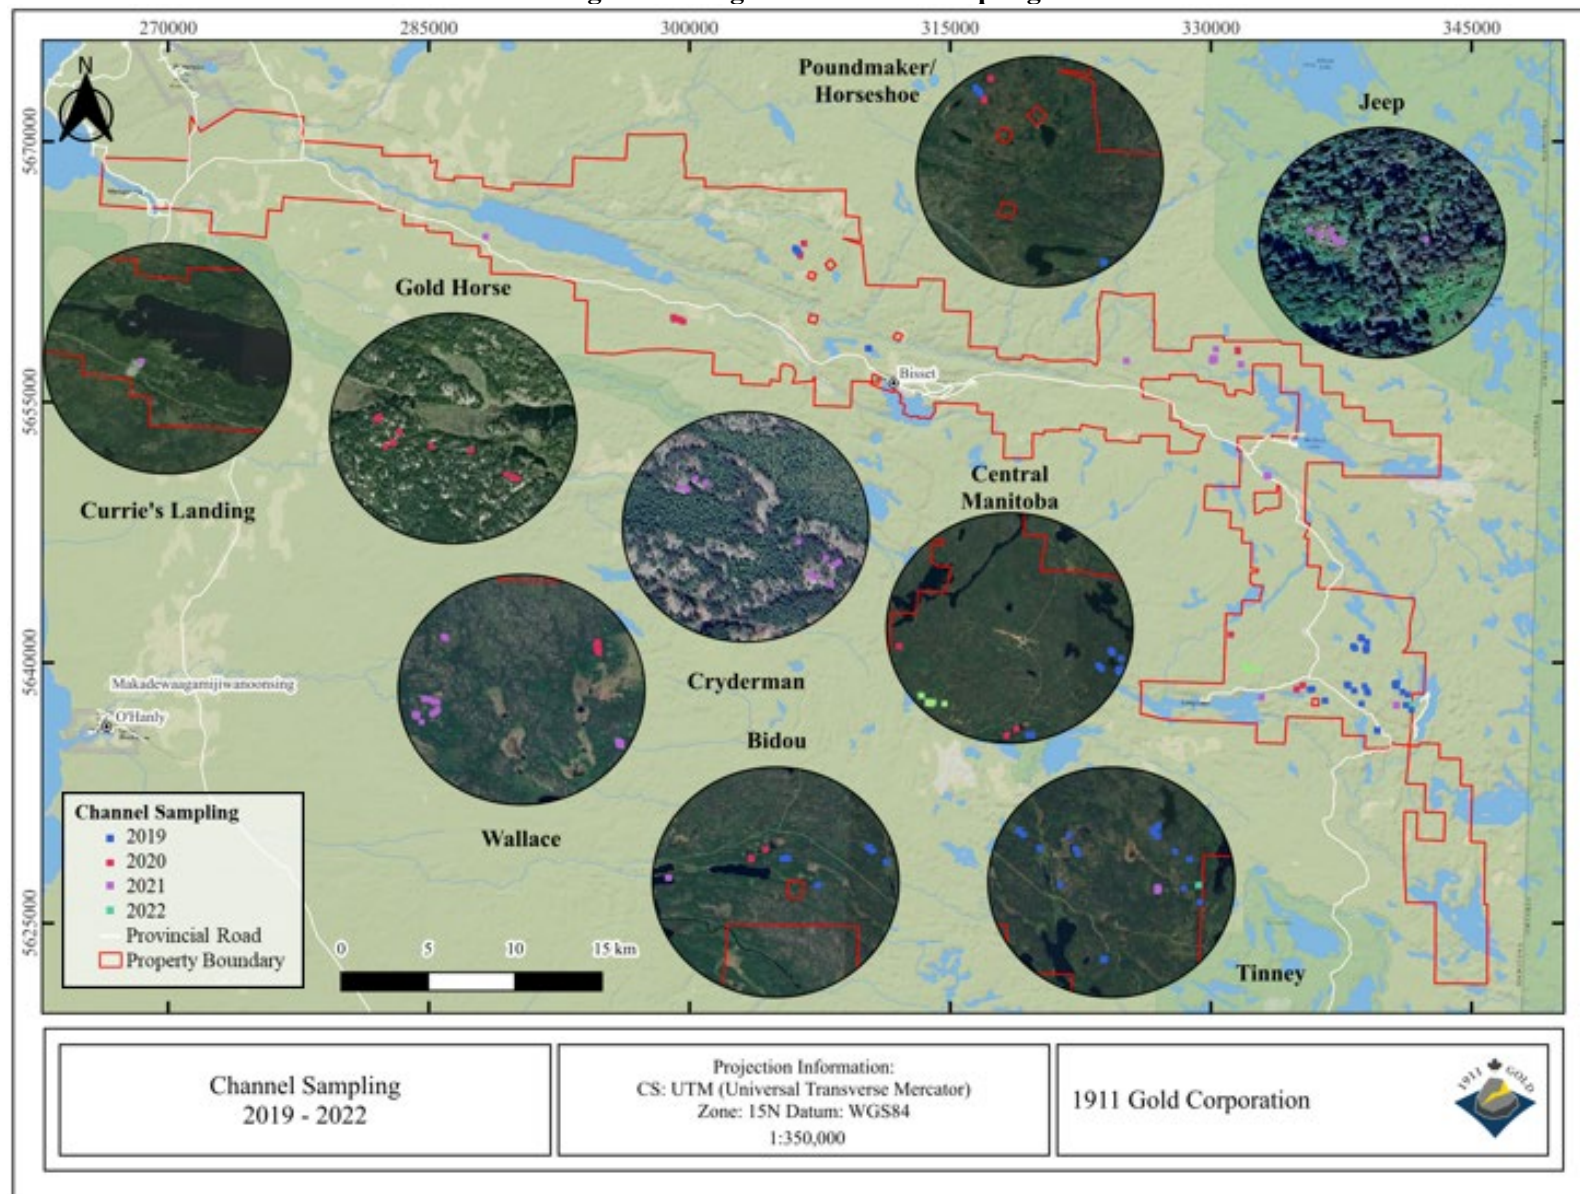 270000
285000
300000
315000
330000
345000
N
Poundmaker/
Horseshoe
Jeep
5670000
Gold Horse
Bisset
5655000
Central
Manitoba
Currie's Landing
Cryderman
5640000
Makadewaagamijiwanoonsing
O'Hanly
Bidou
Wallace
Channel Sampling
2019
2020
2021
2022
Provincial Road
Property Boundary
5625000
0 5 10 15 km
Tinney
Channel Sampling
2019 - 2022
Projection Information:
CS: UTM (Universal Transverse Mercator)
Zone: 15N Datum: WGS84
1:350,000
1911 Gold Corporation
1911 GOLD